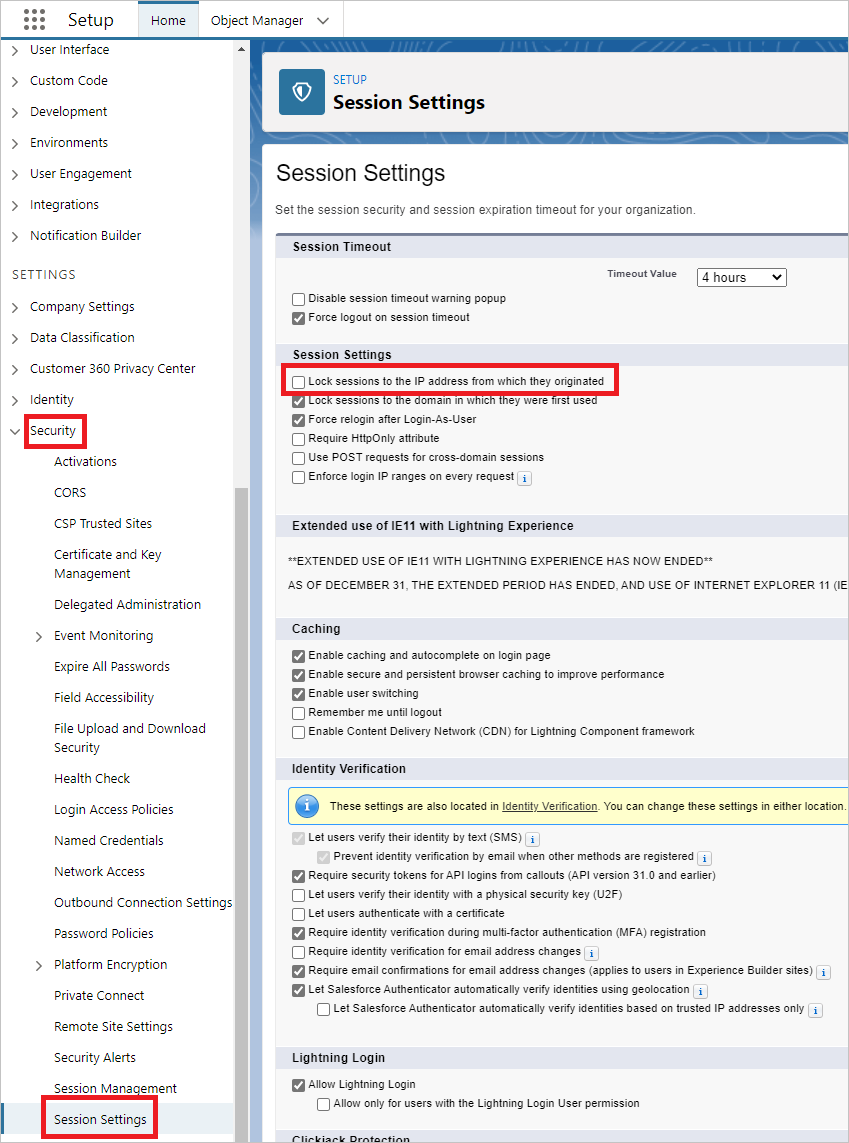 Setup
Home
Object Manager
User Interface
Custom Code
Development
Environments
User Engagement
Integrations
Notification Builder
SETTINGS
Company Settings
Data Classification
Customer 360 Privacy Center
Identity
Security
Activations
CORS
CSP Trusted Sites
Certificate and Key
Management
Delegated Administration
Event Monitoring
Expire All Passwords
Field Accessibility
File Upload and Download
Security
Health Check
Login Access Policies
Named Credentials
Network Access
Outbound Connection Settings
Password Policies
Platform Encryption
Private Connect
Remote Site Settings
Security Alerts
Session Management
Session Settings
SETUP
Session Settings
Session Settings
Set the session security and session expiration timeout for your organization.
Session Timeout
Timeout Value 4 hours
Disable session timeout warning popup
Force logout on session timeout
Session Settings
Lock sessions to the IP address from which they originated
Lock sessions to the domain in which they were first used
Force relogin after Login-As-User
Require HttpOnly attribute
Use POST requests for cross-domain sessions
Enforce login IP ranges on every request i
Extended use of IE11 with Lightning Experience
**EXTENDED USE OF IE11 WITH LIGHTNING EXPERIENCE HAS NOW ENDED**
AS OF DECEMBER 31, THE EXTENDED PERIOD HAS ENDED, AND USE OF INTERNET EXPLORER 11 (IE
Caching
Enable caching and autocomplete on login page
Enable secure and persistent browser caching to improve performance
Enable user switching
Remember me until logout
Enable Content Delivery Network (CDN) for Lightning Component framework
Identity Verification
i These settings are also located in Identity Verification. You can change these settings in either location.
Let users verify their identity by text (SMS) i
Prevent identity verification by email when other methods are registered i
Require security tokens for API logins from callouts (API version 31.0 and earlier)
Let users verify their identity with a physical security key (U2F)
Let users authenticate with a certificate
Require identity verification during multi-factor authentication (MFA) registration
Require identity verification for email address changes i
Require email confirmations for email address changes (applies to users in Experience Builder sites) i
Let Salesforce Authenticator automatically verify identities using geolocation i
Let Salesforce Authenticator automatically verify identities based on trusted IP addresses only i
Lightning Login
Allow Lightning Login
Allow only for users with the Lightning Login User permission
Clickjack Protection